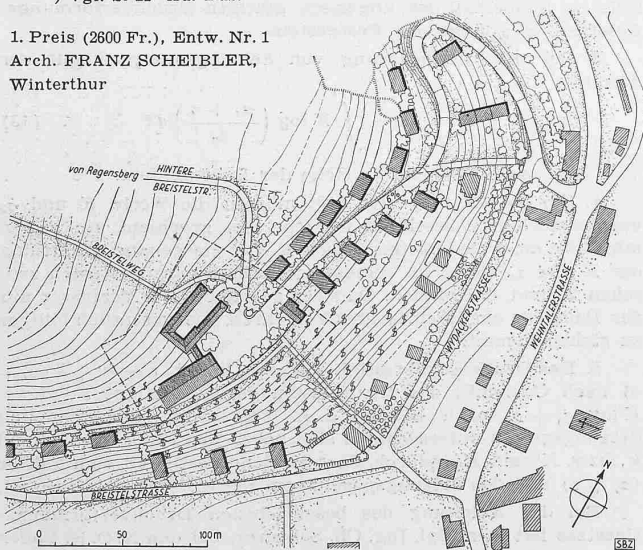 1. Preis (2600 Fr.), Entw. Nr. 1
Arch. FRANZ SCHEIBLER,
Winterthur
von Regensberg
HINTERE
BREISTELSTR.
BREISTELWEG
6%
WYDACKERSTRASSE
WEHNTALERSTRASSE
BREISTELSTRASSE
N
0 50 100m
SBZ